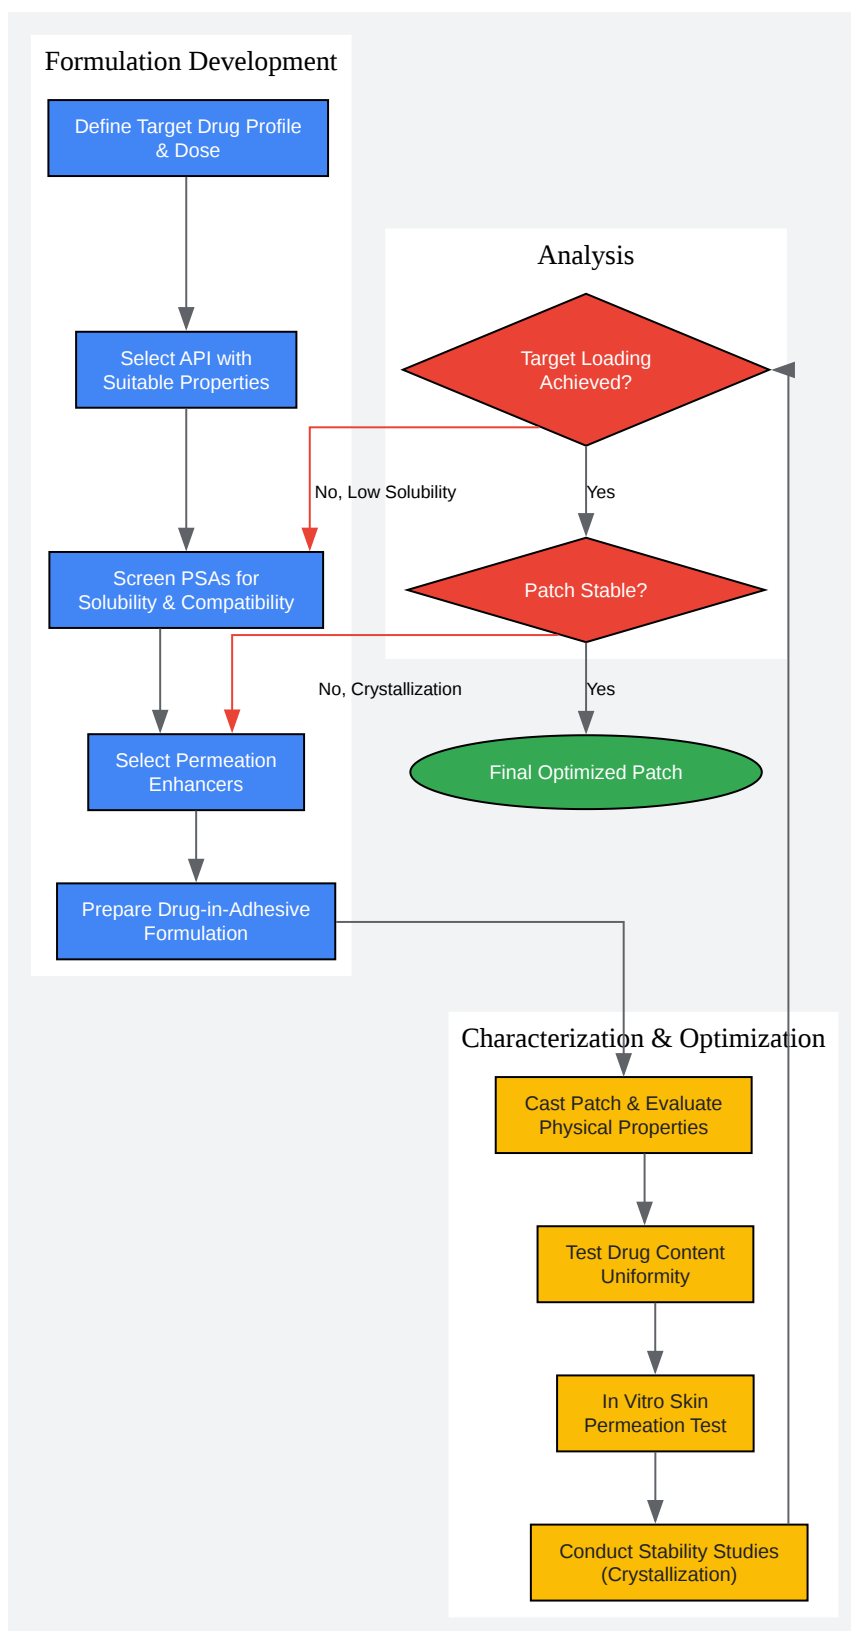 Formulation Development
Define Target Drug Profile
& Dose
Select API with
Suitable Properties
Screen PSAs for
Solubility & Compatibility
Select Permeation
Enhancers
Prepare Drug-in-Adhesive
Formulation
Analysis
Target Loading
Achieved?
No, Low Solubility
Yes
Patch Stable?
No, Crystallization
Yes
Final Optimized Patch
Characterization & Optimization
Cast Patch & Evaluate
Physical Properties
Test Drug Content
Uniformity
In Vitro Skin
Permeation Test
Conduct Stability Studies
(Crystallization)